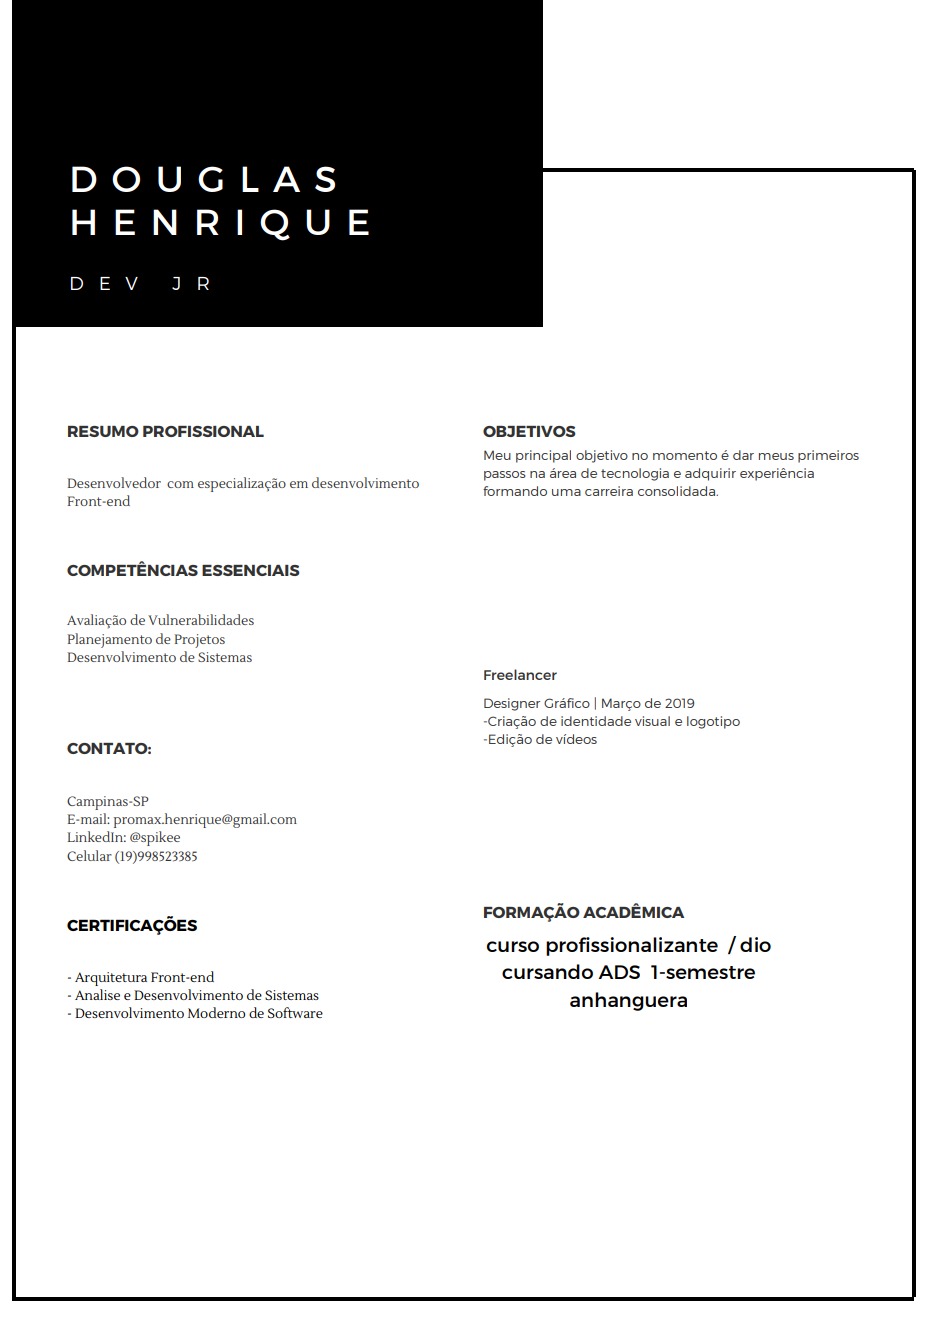 DOUGLAS
HENRIQUE
DEV JR
RESUMO PROFISSIONAL
Desenvolvedor com especialização em desenvolvimento
Front-end
COMPETÊNCIAS ESSENCIAIS
Avaliação de Vulnerabilidades
Planejamento de Projetos
Desenvolvimento de Sistemas
CONTATO:
Campinas-SP
E-mail: promax.henrique@gmail.com
LinkedIn: @spikee
Celular (19)998523385
CERTIFICAÇÕES
- Arquitetura Front-end
- Analise e Desenvolvimento de Sistemas
- Desenvolvimento Moderno de Software
OBJETIVOS
Meu principal objetivo no momento é dar meus primeiros
passos na área de tecnologia e adquirir experiência
formando uma carreira consolidada.
Freelancer
Designer Gráfico | Março de 2019
-Criação de identidade visual e logotipo
-Edição de vídeos
FORMAÇÃO ACADÊMICA
curso profissionalizante / dio
cursando ADS 1-semestre
anhanguera